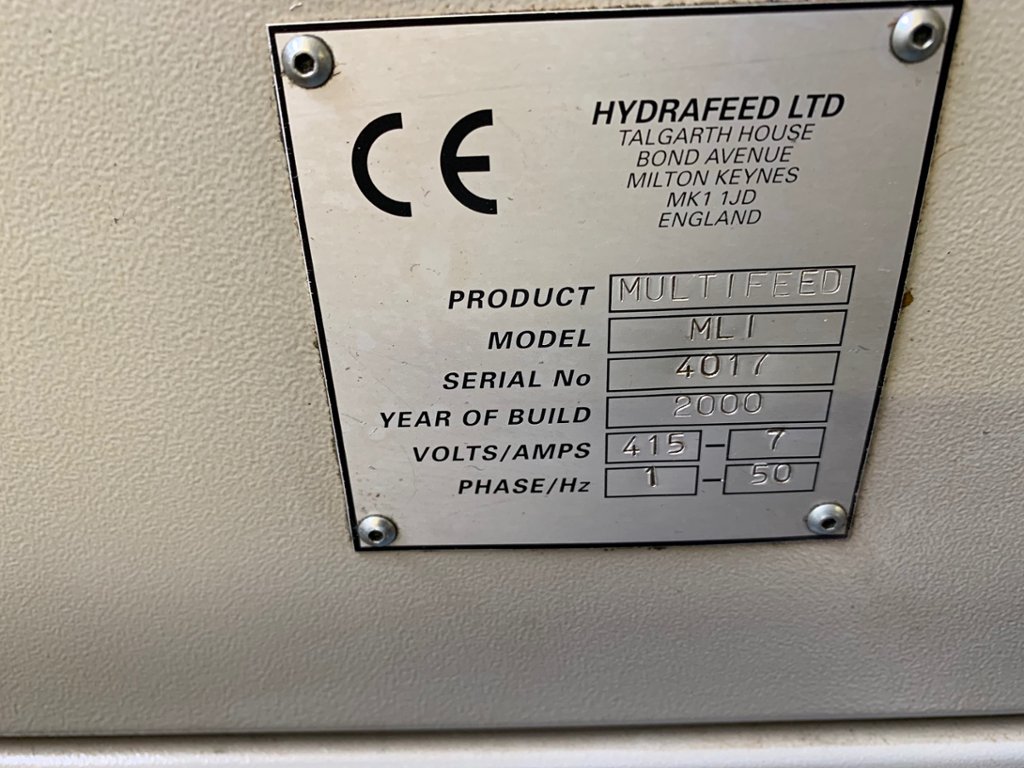 CE
HYDRAFEED LTD
TALGARTH HOUSE
BOND AVENUE
MILTON KEYNES
MK1 1JD
ENGLAND
PRODUCT MULTIFEED
MODEL ML1
SERIAL No 4017
YEAR OF BUILD 2000
VOLTS/AMPS 415 - 7
PHASE/Hz 1 - 50